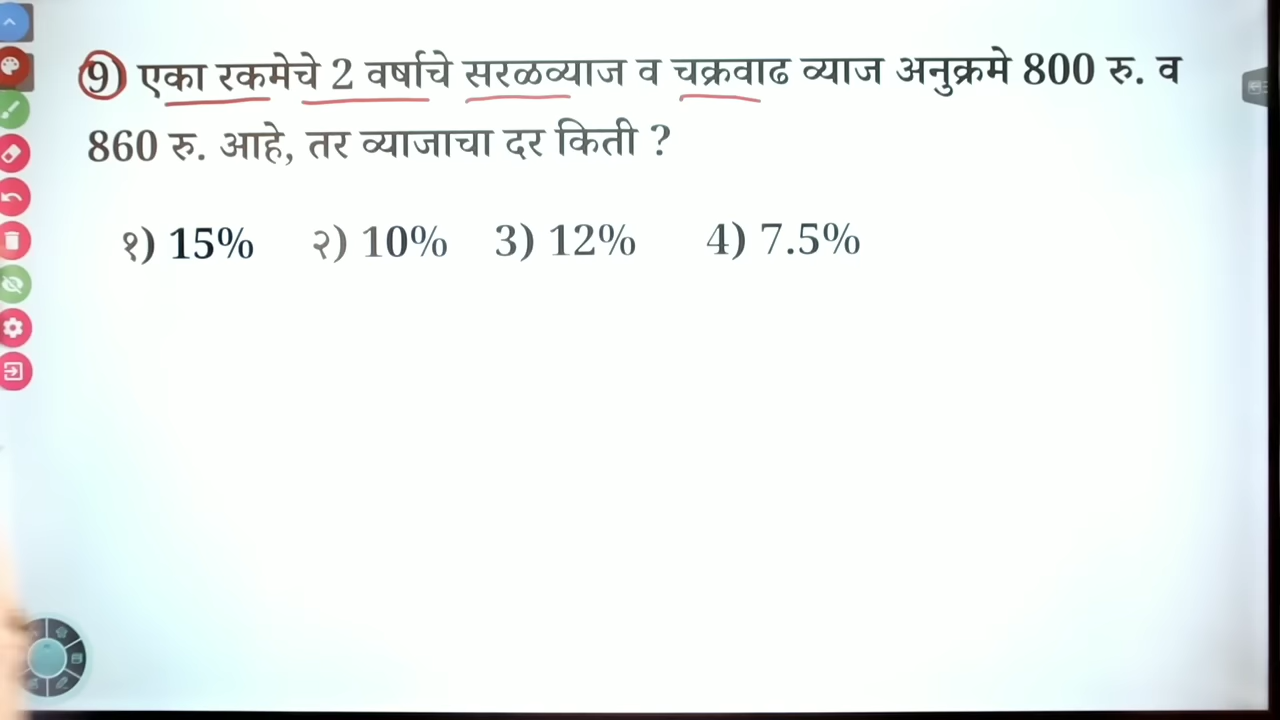 9) एका रकमेचे 2 वर्षाचे सरळव्याज व चक्रवाढ व्याज अनुक्रमे 800 रु. व
860 रु. आहे, तर व्याजाचा दर किती ?
१) 15% २) 10% 3) 12% 4) 7.5%